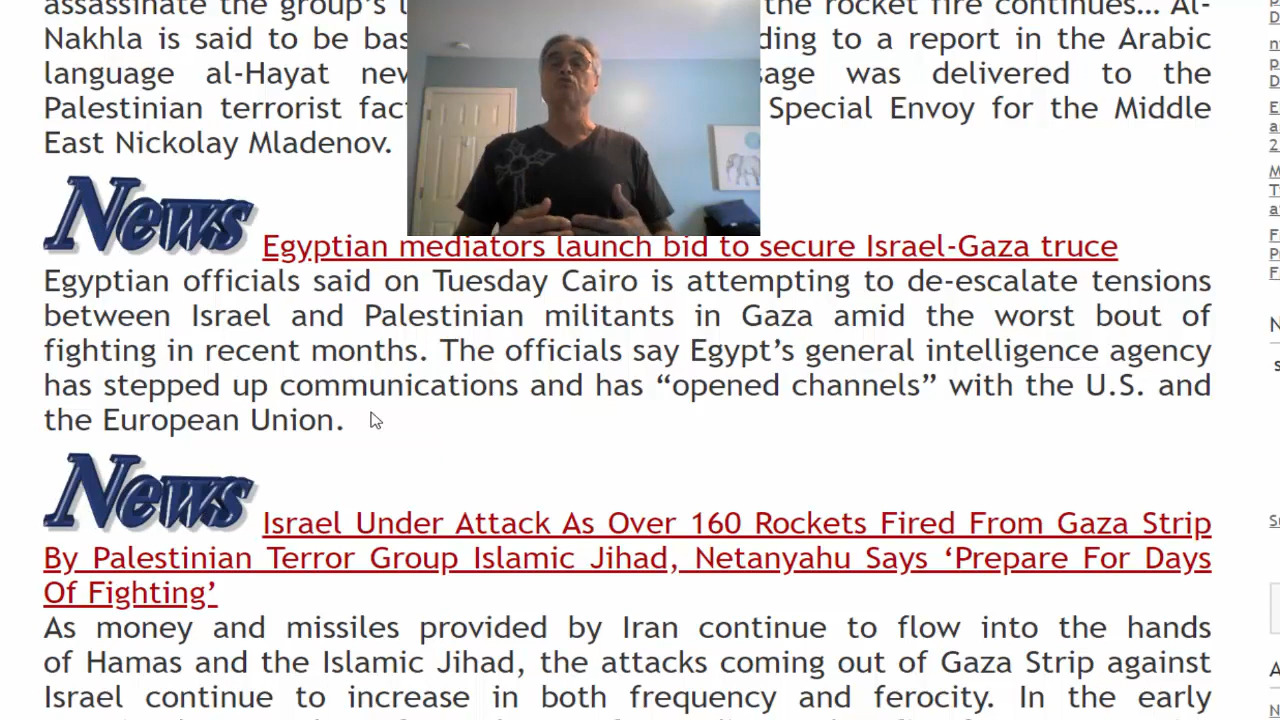 assassinate the group's the rocket fire continues… Al-
Nakhla is said to be ding to a report in the Arabic
language al-Hayat was delivered to the
Palestinian terrorist Special Envoy for the Middle
East Nickolay Mladenov.
News Egyptian mediators launch bid to secure Israel-Gaza truce
Egyptian officials said on Tuesday Cairo is attempting to de-escalate tensions
between Israel and Palestinian militants in Gaza amid the worst bout of
fighting in recent months. The officials say Egypt's general intelligence agency
has stepped up communications and has “opened channels” with the U.S. and
the European Union.
News Israel Under Attack As Over 160 Rockets Fired From Gaza Strip
By Palestinian Terror Group Islamic Jihad, Netanyahu Says ‘Prepare For Days
Of Fighting’
As money and missiles provided by Iran continue to flow into the hands
of Hamas and the Islamic Jihad, the attacks coming out of Gaza Strip against
Israel continue to increase in both frequency and ferocity. In the early